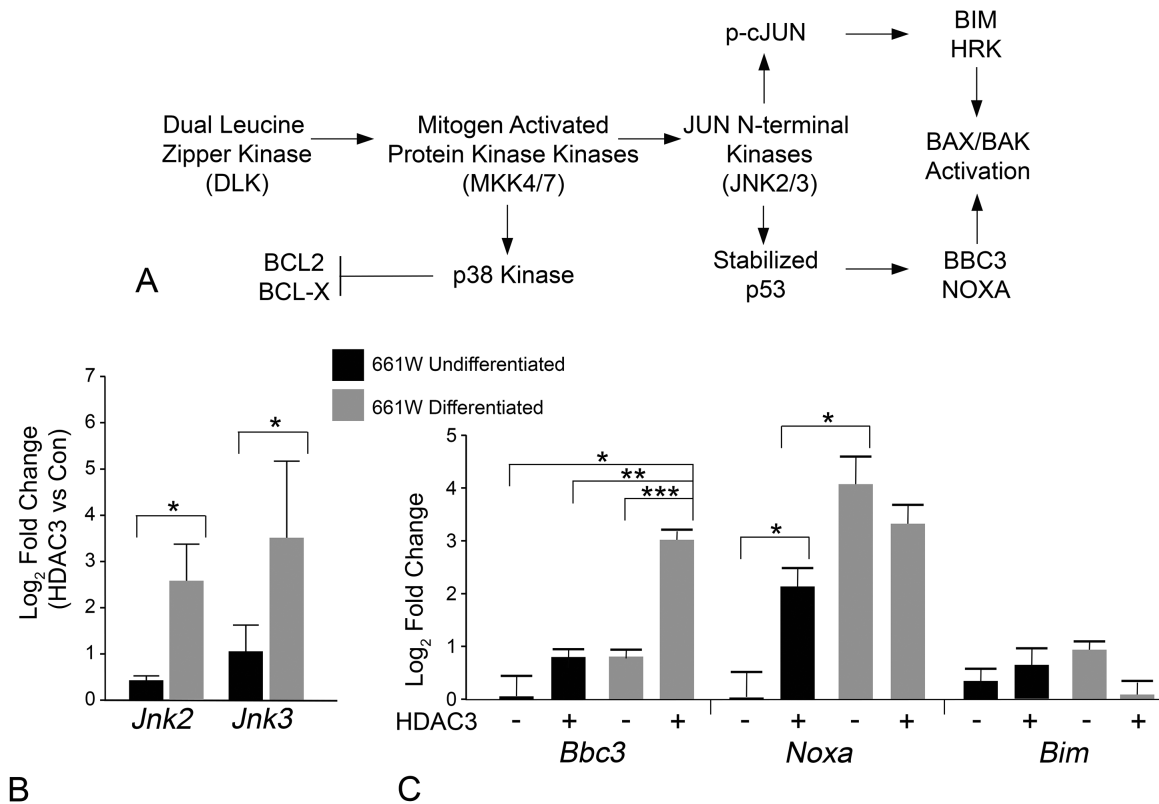 p-cJUN
BIM
HRK
Dual Leucine
Zipper Kinase
(DLK)
Mitogen Activated
Protein Kinase Kinases
(MKK4/7)
JUN N-terminal
Kinases
(JNK2/3)
BAX/BAK
Activation
BCL2
BCL-X
p38 Kinase
Stabilized
p53
BBC3
NOXA
A
661W Undifferentiated
661W Differentiated
Log2 Fold Change
(HDAC3 vs Con)
7
6
5
4
3
2
1
0
*
*
Jnk2 Jnk3
B
Log2 Fold Change
5
4
3
2
1
0
*
**
***
*
*
HDAC3 - + - + - + - + - + - +
Bbc3 Noxa Bim
C